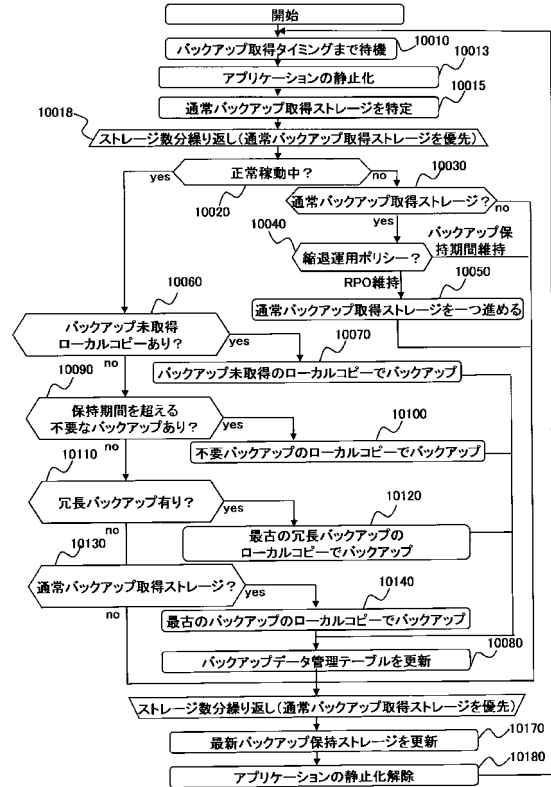 開始
バックアップ取得タイミングまで待機
10010
10013
アプリケーションの静止化
10015
通常バックアップ取得ストレージを特定
10018
ストレージ数分繰り返し(通常バックアップ取得ストレージを優先)
正常稼動中?
yes
no
10020
10030
通常バックアップ取得ストレージ?
no
yes
10040
縮退運用ポリシー?
バックアップ保
持期間維持
RPO維持
10050
通常バックアップ取得ストレージを一つ進める
10060
バックアップ未取得
ローカルコピーあり?
yes
no
10070
バックアップ未取得のローカルコピーでバックアップ
10090
保持期間を超える
不要なバックアップあり?
yes
no
10100
不要バックアップのローカルコピーでバックアップ
10110
冗長バックアップ有り?
yes
no
10120
最古の冗長バックアップの
ローカルコピーでバックアップ
10130
通常バックアップ取得ストレージ?
yes
no
10140
最古のバックアップのローカルコピーでバックアップ
10080
バックアップデータ管理テーブルを更新
ストレージ数分繰り返し(通常バックアップ取得ストレージを優先)
10170
最新バックアップ保持ストレージを更新
10180
アプリケーションの静止化解除